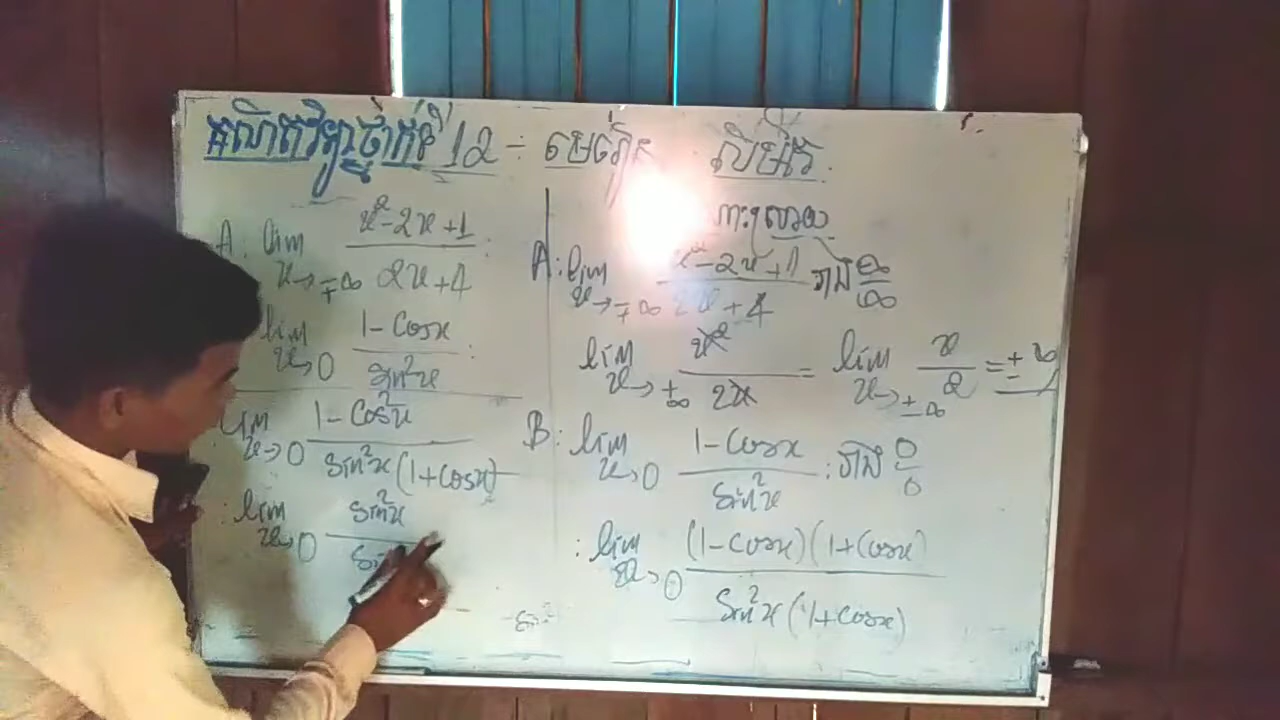 គណិតវិទ្យាថ្នាក់ទី 12 - មេរៀន លីមីត
A: lim x→∓∞ x²-2x+1 / 2x+4 :
lim x→0 1-cosx / sin²x :
lim x→0 1-cos²x / sin²x(1+cosx)
: lim x→0 sin²x / sin
sin²
A: lim x→∓∞ x²-2x+1 / 2x+4 រាង ∞/∞
lim x→±∞ x² / 2x = lim x→±∞ x / 2 = ±∞
B: lim x→0 1-cosx / sin²x : រាង 0/0
: lim x→0 (1-cosx)(1+cosx) / sin²x(1+cosx)